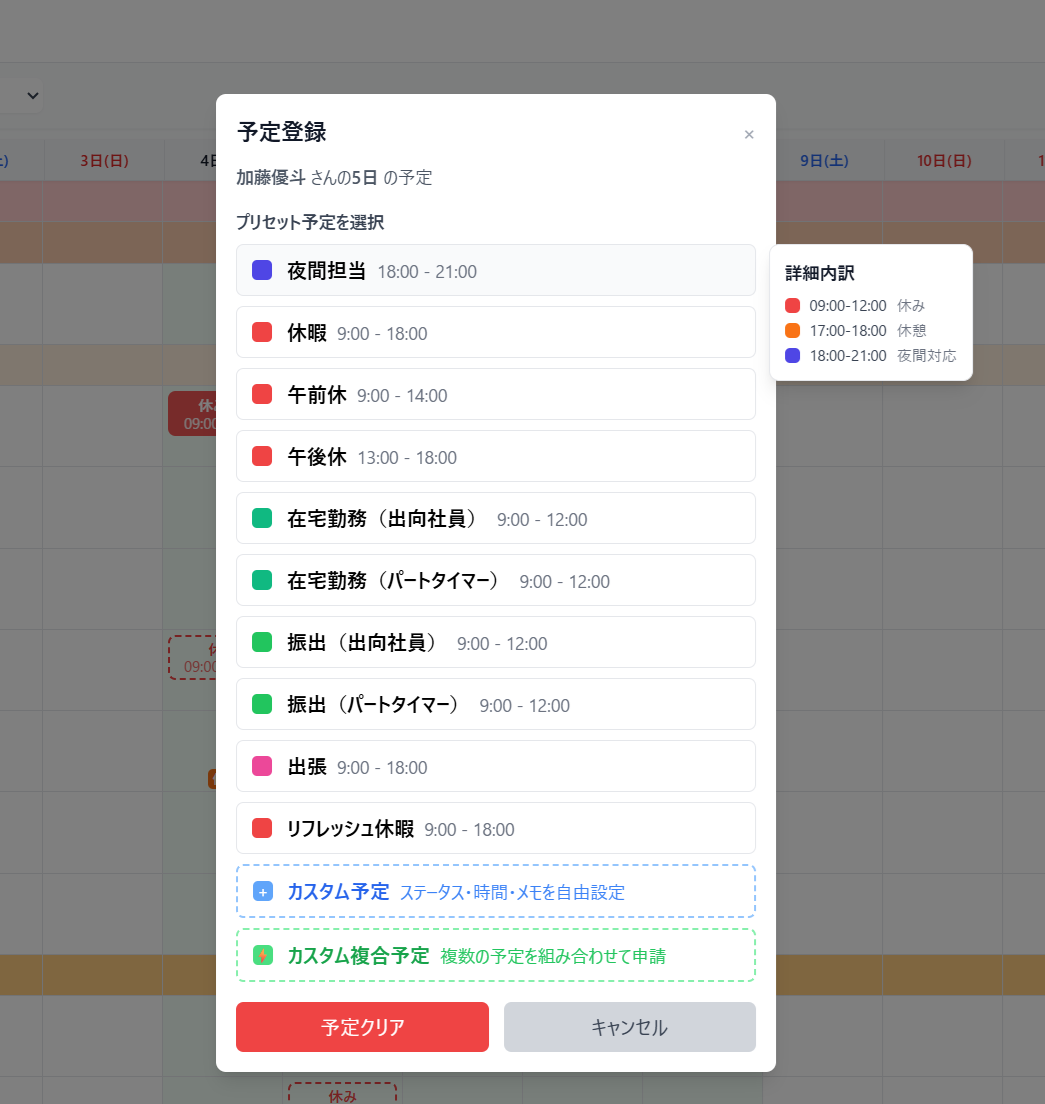 3日(日)
9日(土)
10日(日)
予定登録
×
加藤優斗 さんの5日 の予定
プリセット予定を選択
夜間担当 18:00 - 21:00
詳細内訳
09:00-12:00 休み
17:00-18:00 休憩
18:00-21:00 夜間対応
休暇 9:00 - 18:00
午前休 9:00 - 14:00
午後休 13:00 - 18:00
在宅勤務（出向社員） 9:00 - 12:00
在宅勤務（パートタイマー） 9:00 - 12:00
振出（出向社員） 9:00 - 12:00
振出（パートタイマー） 9:00 - 12:00
出張 9:00 - 18:00
リフレッシュ休暇 9:00 - 18:00
+ カスタム予定 ステータス・時間・メモを自由設定
カスタム複合予定 複数の予定を組み合わせて申請
予定クリア
キャンセル
休み